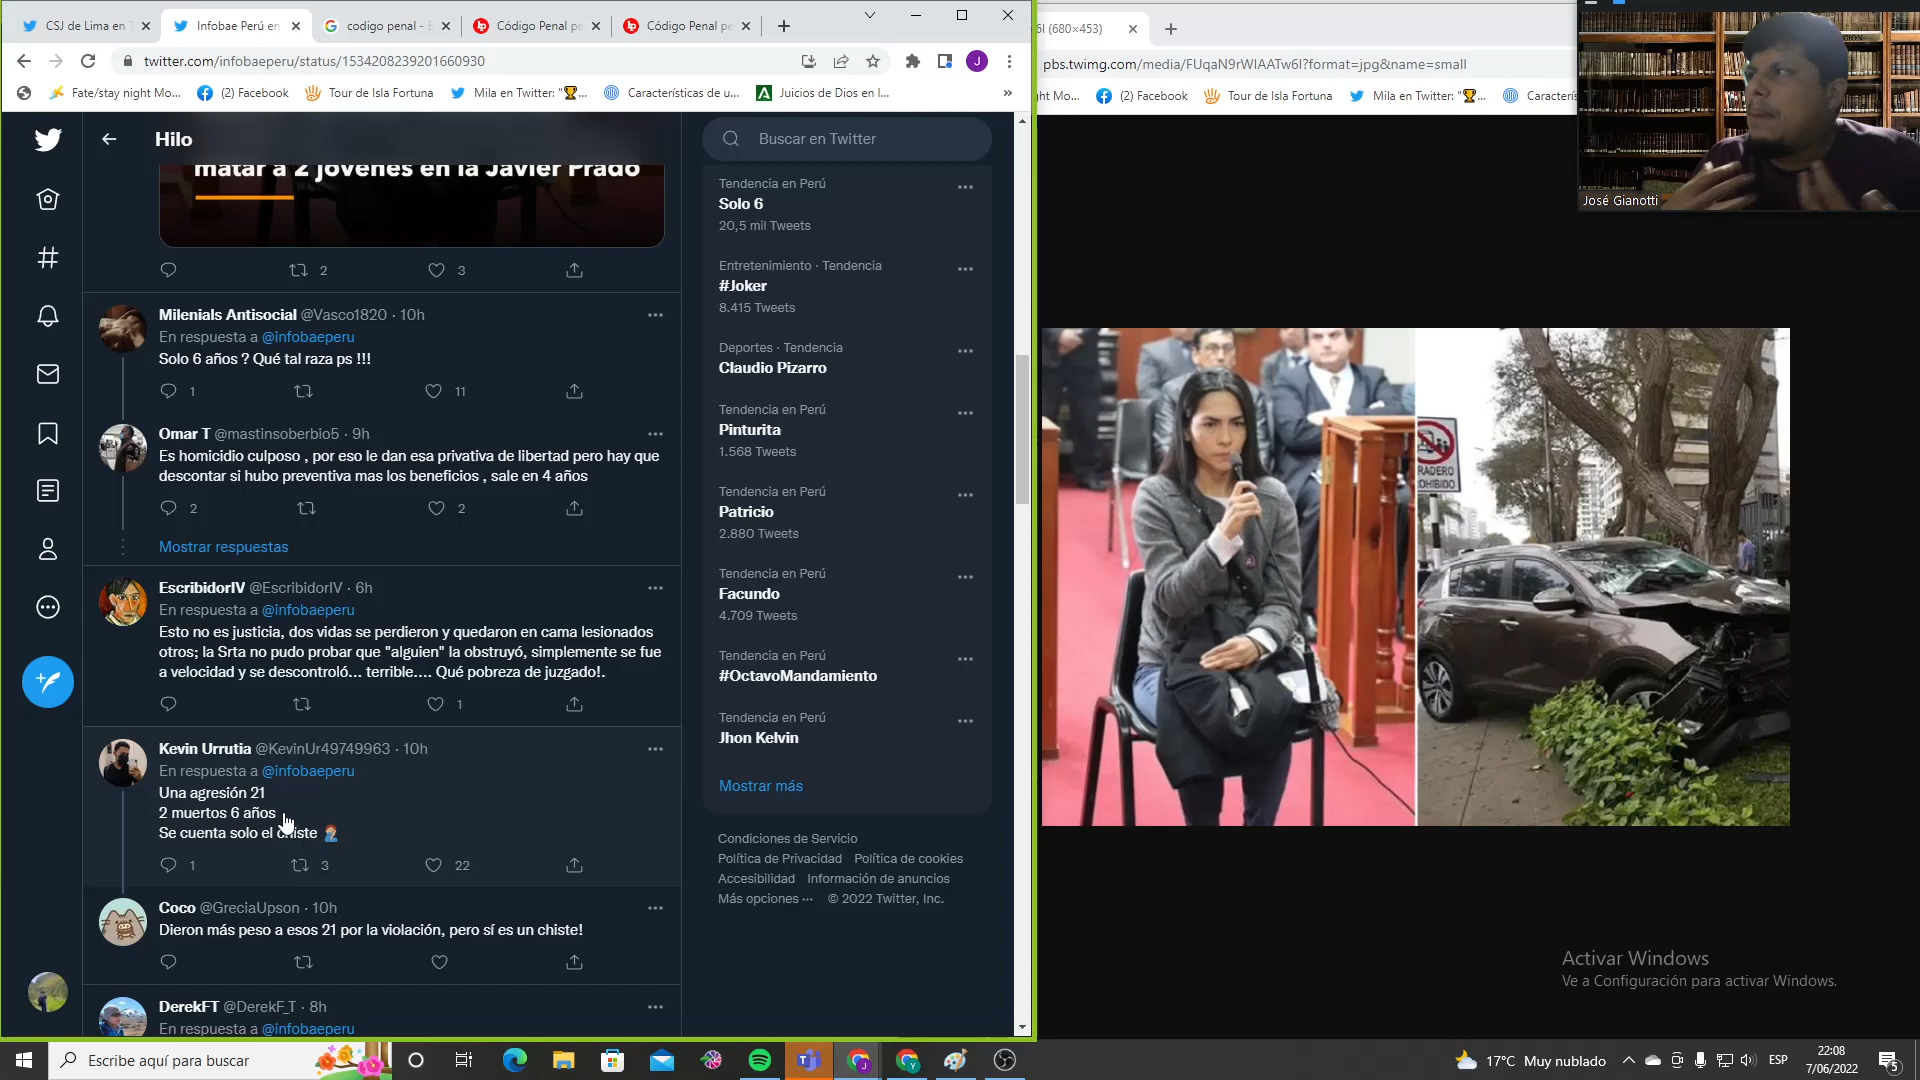 CSJ de Lima en T
Infobae Perú en
codigo penal - B
Código Penal pe
Código Penal pe
6I (680×453)
twitter.com/infobaeperu/status/1534208239201660930
pbs.twimg.com/media/FUqaN9rWIAATw6I?format=jpg&name=small
Fate/stay night Mo...
(2) Facebook
Tour de Isla Fortuna
Mila en Twitter: "🏆...
Características de u...
Juicios de Dios en l...
»
ht Mo...
(2) Facebook
Tour de Isla Fortuna
Mila en Twitter: "🏆...
Caracterís
José Gianotti
Hilo
matar a 2 jóvenes en la Javier Prado
2
3
Milenials Antisocial @Vasco1820 · 10h
En respuesta a @infobaeperu
Solo 6 años ? Qué tal raza ps !!!
1
11
Omar T @mastinsoberbio5 · 9h
Es homicidio culposo , por eso le dan esa privativa de libertad pero hay que
descontar si hubo preventiva mas los beneficios , sale en 4 años
2
2
Mostrar respuestas
EscribidorIV @EscribidorIV · 6h
En respuesta a @infobaeperu
Esto no es justicia, dos vidas se perdieron y quedaron en cama lesionados
otros; la Srta no pudo probar que "alguien" la obstruyó, simplemente se fue
a velocidad y se descontroló... terrible.... Qué pobreza de juzgado!.
1
Kevin Urrutia @KevinUr49749963 · 10h
En respuesta a @infobaeperu
Una agresión 21
2 muertos 6 años
Se cuenta solo el chiste 🤦
1
3
22
Coco @GreciaUpson · 10h
Dieron más peso a esos 21 por la violación, pero sí es un chiste!
DerekFT @DerekF_T · 8h
En respuesta a @infobaeperu
Buscar en Twitter
Tendencia en Perú
Solo 6
20,5 mil Tweets
Entretenimiento · Tendencia
#Joker
8.415 Tweets
Deportes · Tendencia
Claudio Pizarro
Tendencia en Perú
Pinturita
1.568 Tweets
Tendencia en Perú
Patricio
2.880 Tweets
Tendencia en Perú
Facundo
4.709 Tweets
Tendencia en Perú
#OctavoMandamiento
Tendencia en Perú
Jhon Kelvin
Mostrar más
Condiciones de Servicio
Política de Privacidad Política de cookies
Accesibilidad Información de anuncios
Más opciones ··· © 2022 Twitter, Inc.
RADERO
OHIBIDO
Activar Windows
Ve a Configuración para activar Windows.
Escribe aquí para buscar
17°C Muy nublado
ESP
22:08
7/06/2022
5